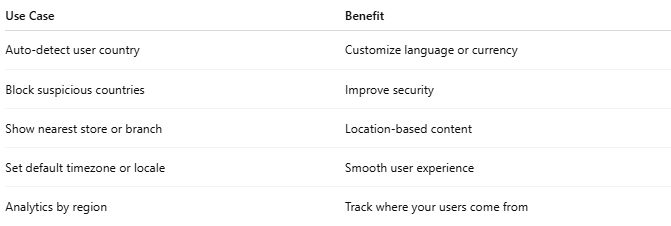 Use Case Benefit
Auto-detect user country Customize language or currency
Block suspicious countries Improve security
Show nearest store or branch Location-based content
Set default timezone or locale Smooth user experience
Analytics by region Track where your users come from